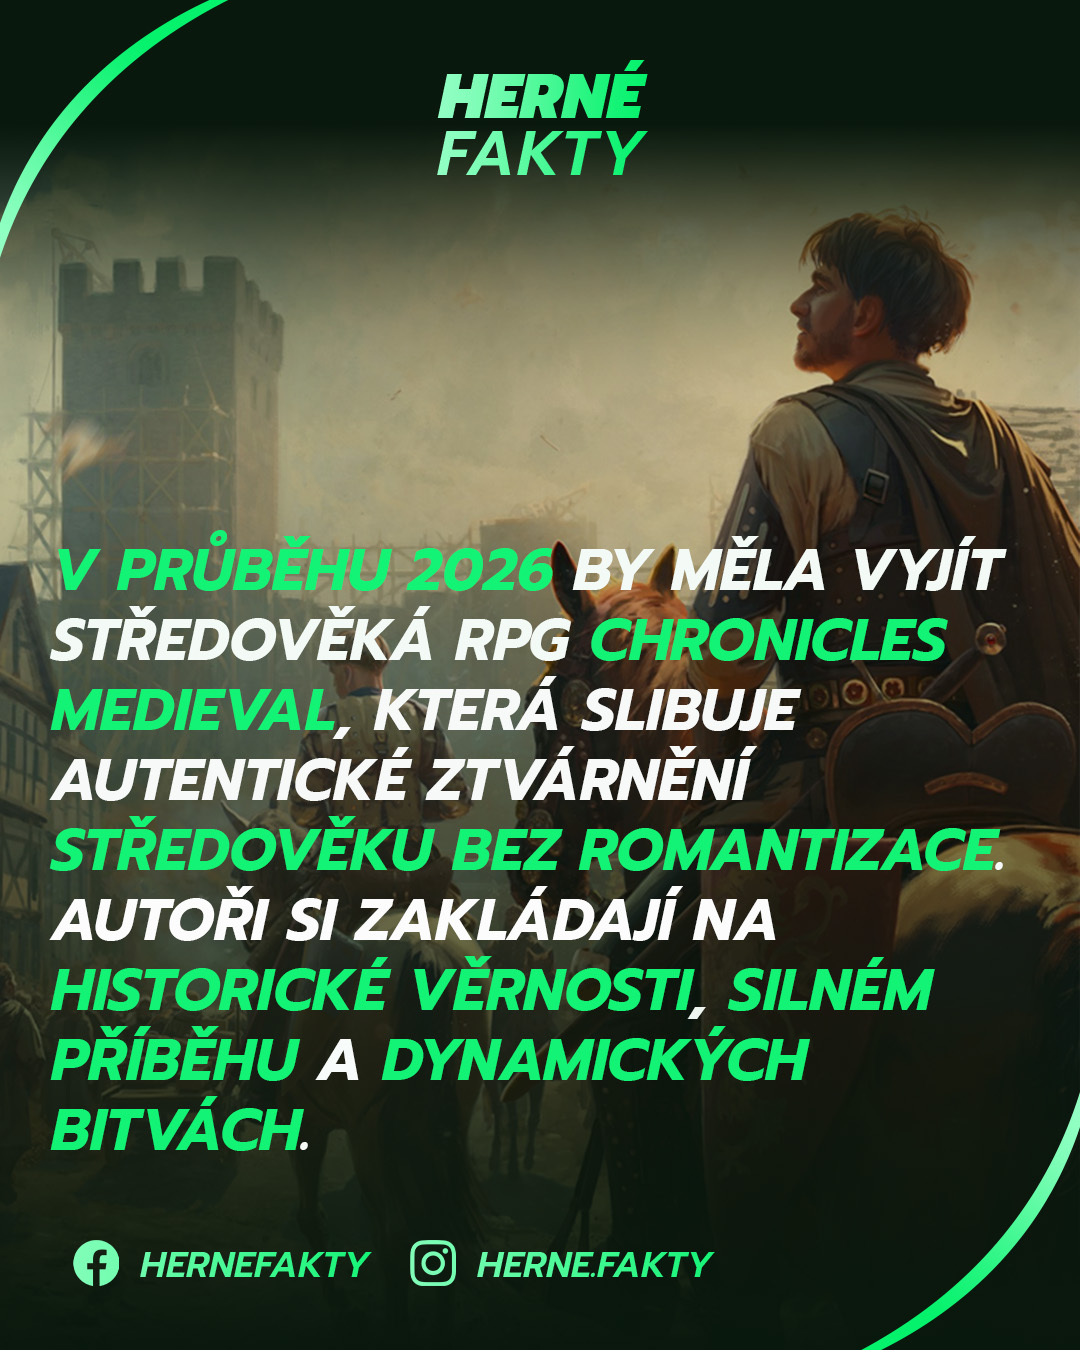 HERNÉ
FAKTY
V PRŮBĚHU 2026 BY MĚLA VYJÍT
STŘEDOVĚKÁ RPG CHRONICLES
MEDIEVAL, KTERÁ SLIBUJE
AUTENTICKÉ ZTVÁRNĚNÍ
STŘEDOVĚKU BEZ ROMANTIZACE.
AUTOŘI SI ZAKLÁDAJÍ NA
HISTORICKÉ VĚRNOSTI, SILNÉM
PŘÍBĚHU A DYNAMICKÝCH
BITVÁCH.
HERNEFAKTY HERNE.FAKTY